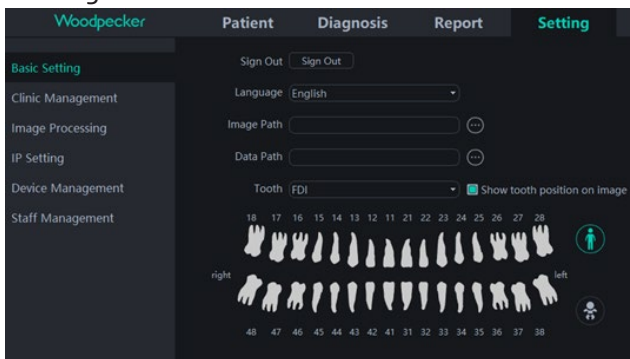 Woodpecker Patient Diagnosis Report Setting
Basic Setting
Clinic Management
Image Processing
IP Setting
Device Management
Staff Management
Sign Out Sign Out
Language English
Image Path
Data Path
Tooth FDI Show tooth position on image
18 17 16 15 14 13 12 11 21 22 23 24 25 26 27 28
right left
48 47 46 45 44 43 42 41 31 32 33 34 35 36 37 38